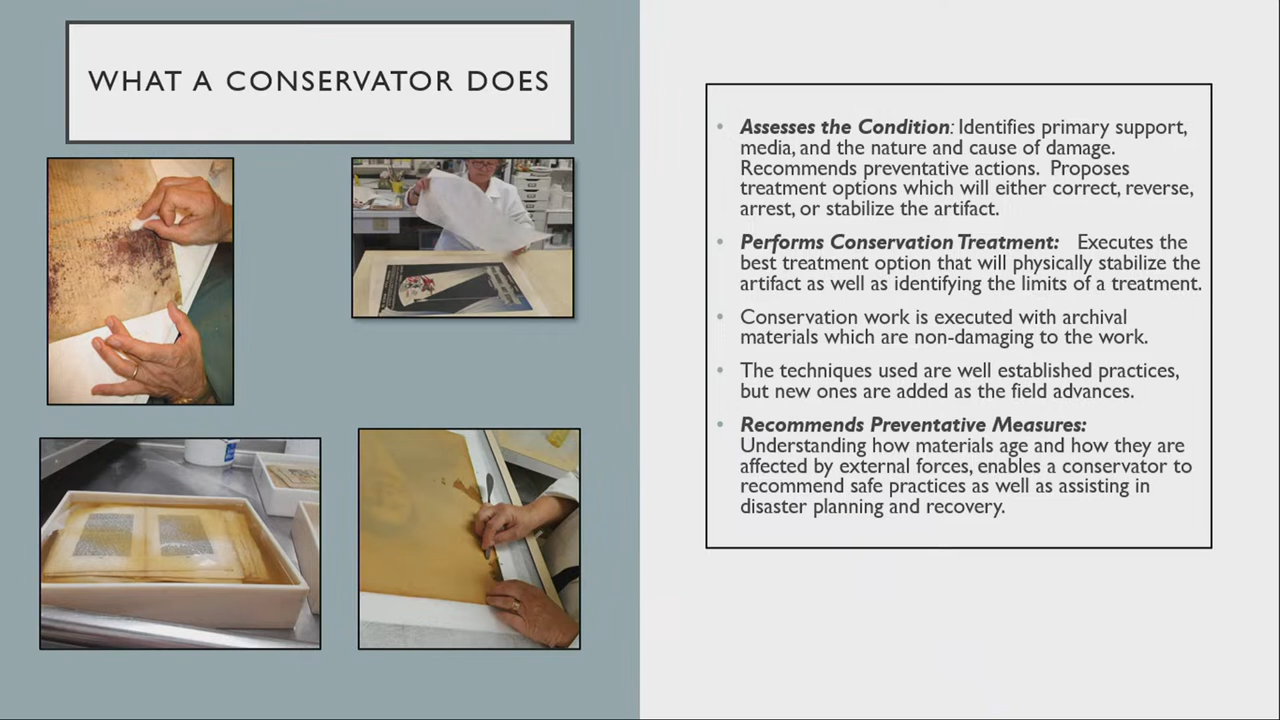 WHAT A CONSERVATOR DOES
• Assesses the Condition: Identifies primary support,
media, and the nature and cause of damage.
Recommends preventative actions.  Proposes
treatment options which will either correct, reverse,
arrest, or stabilize the artifact.
• Performs Conservation Treatment:   Executes the
best treatment option that will physically stabilize the
artifact as well as identifying the limits of a treatment.
• Conservation work is executed with archival
materials which are non-damaging to the work.
• The techniques used are well established practices,
but new ones are added as the field advances.
• Recommends Preventative Measures:
Understanding how materials age and how they are
affected by external forces, enables a conservator to
recommend safe practices as well as assisting in
disaster planning and recovery.